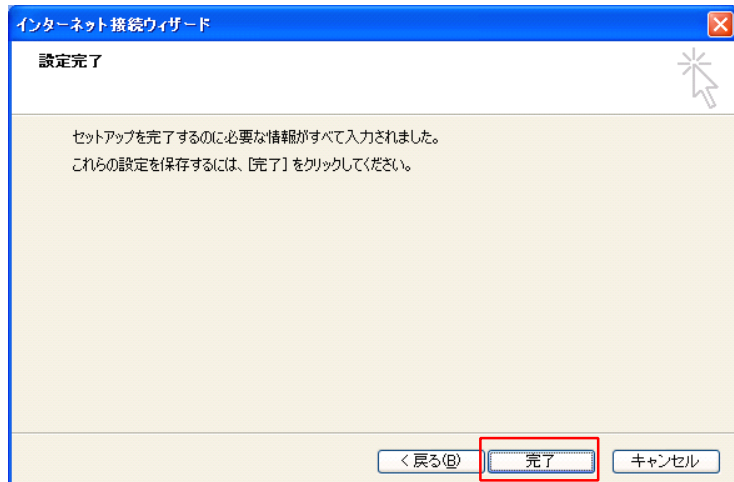 インターネット接続ウィザード
設定完了
セットアップを完了するのに必要な情報がすべて入力されました。
これらの設定を保存するには、[完了] をクリックしてください。
< 戻る(B)
完了
キャンセル